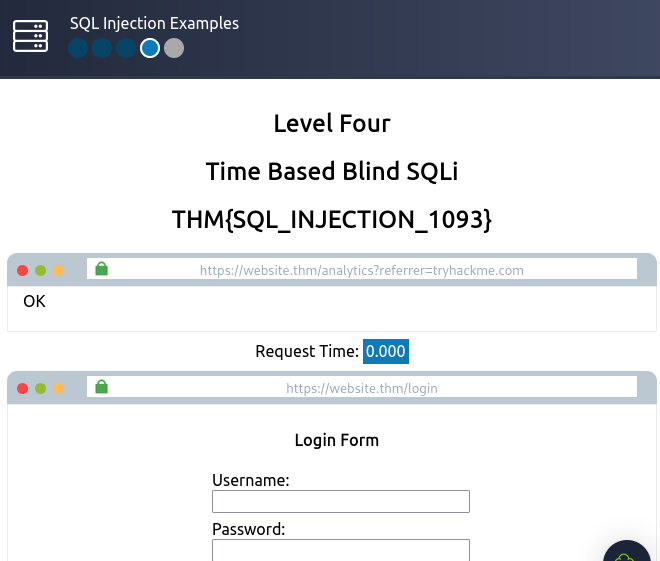 SQL Injection Examples
Level Four
Time Based Blind SQLi
THM{SQL_INJECTION_1093}
https://website.thm/analytics?referrer=tryhackme.com
OK
Request Time: 0.000
https://website.thm/login
Login Form
Username:
Password: